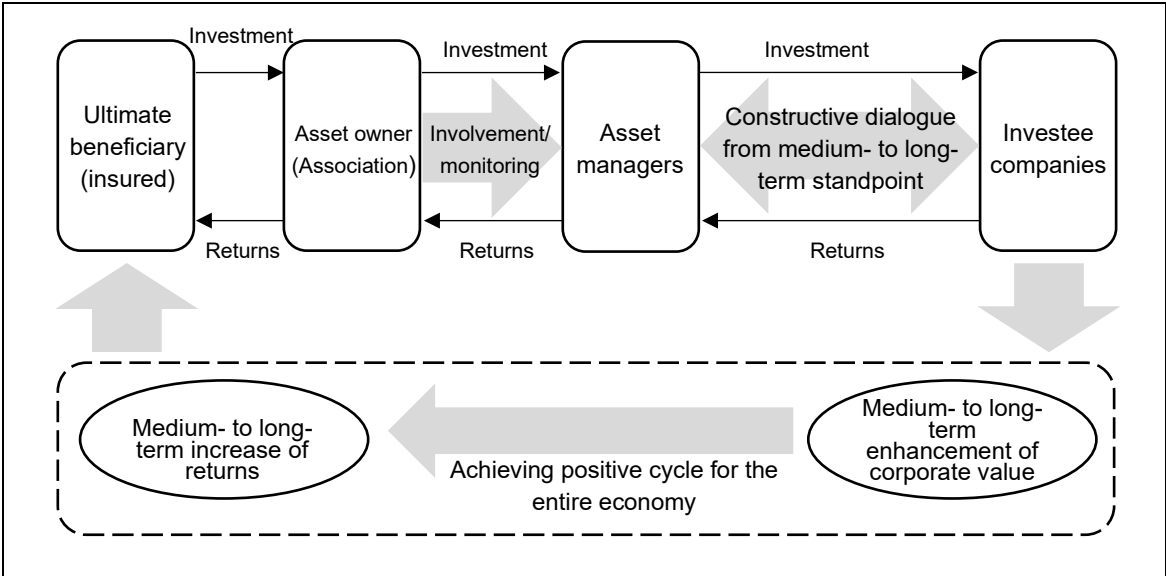 Investment
Investment
Investment
Ultimate
beneficiary
(insured)
Asset owner
(Association)
Involvement/
monitoring
Asset
managers
Constructive dialogue
from medium- to long-
term standpoint
Investee
companies
Returns
Returns
Returns
Medium- to long-
term increase of
returns
Achieving positive cycle for the
entire economy
Medium- to long-
term
enhancement of
corporate value